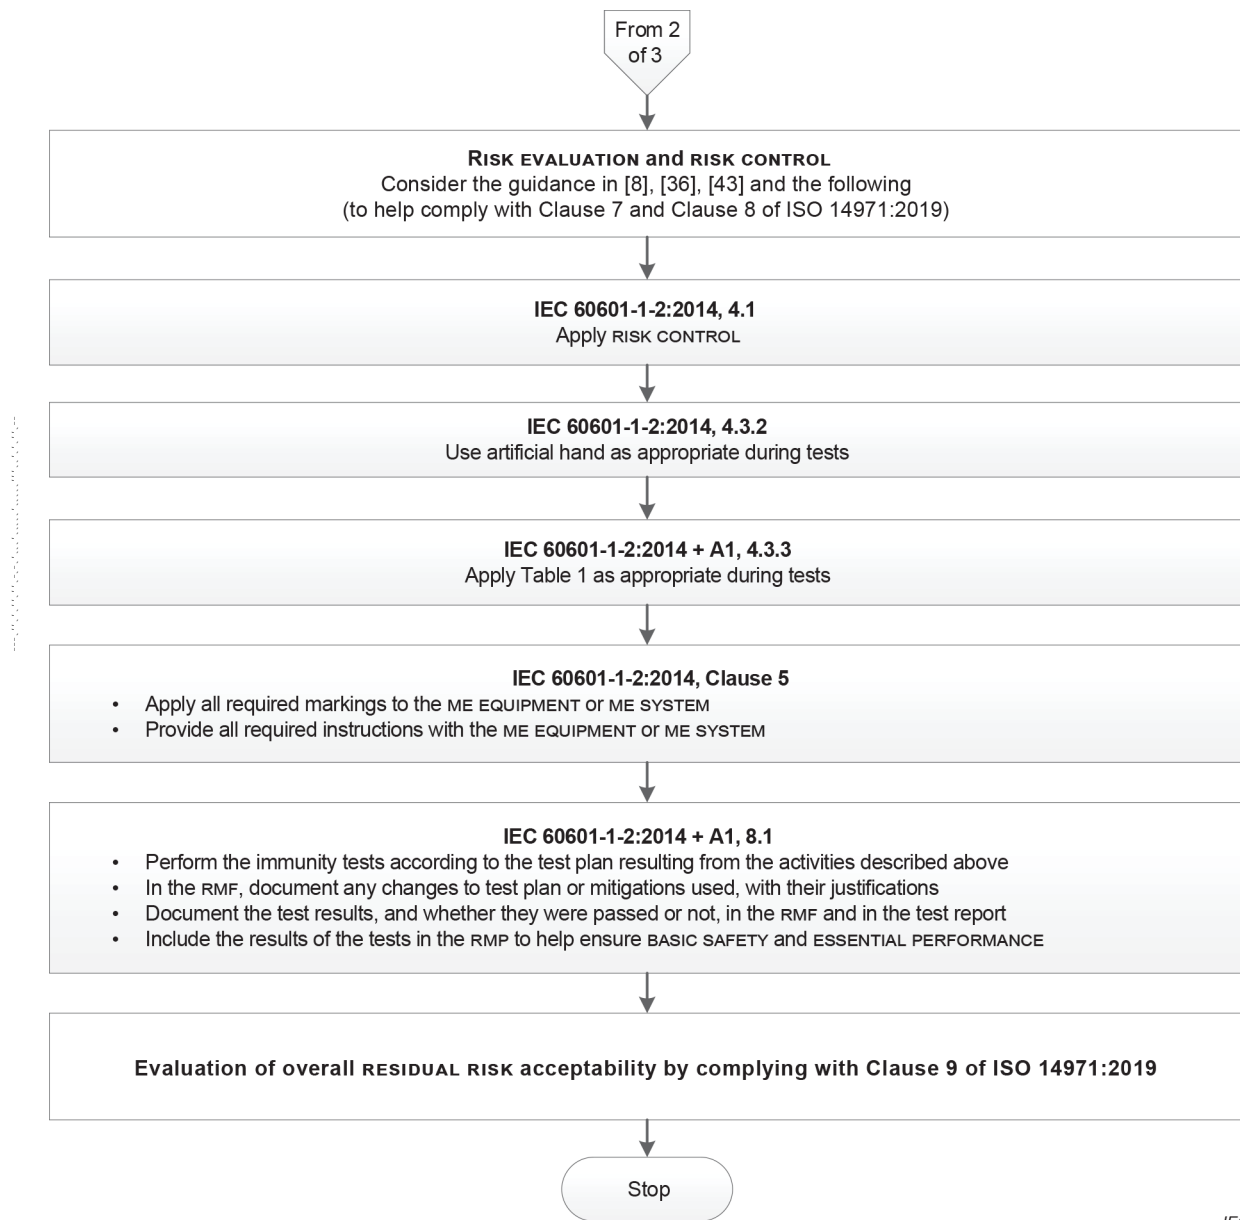 From 2
of 3
RISK EVALUATION and RISK CONTROL
Consider the guidance in [8], [36], [43] and the following
(to help comply with Clause 7 and Clause 8 of ISO 14971:2019)
IEC 60601-1-2:2014, 4.1
Apply RISK CONTROL
IEC 60601-1-2:2014, 4.3.2
Use artificial hand as appropriate during tests
IEC 60601-1-2:2014 + A1, 4.3.3
Apply Table 1 as appropriate during tests
IEC 60601-1-2:2014, Clause 5
• Apply all required markings to the ME EQUIPMENT or ME SYSTEM
• Provide all required instructions with the ME EQUIPMENT or ME SYSTEM
IEC 60601-1-2:2014 + A1, 8.1
• Perform the immunity tests according to the test plan resulting from the activities described above
• In the RMF, document any changes to test plan or mitigations used, with their justifications
• Document the test results, and whether they were passed or not, in the RMF and in the test report
• Include the results of the tests in the RMP to help ensure BASIC SAFETY and ESSENTIAL PERFORMANCE
Evaluation of overall RESIDUAL RISK acceptability by complying with Clause 9 of ISO 14971:2019
Stop